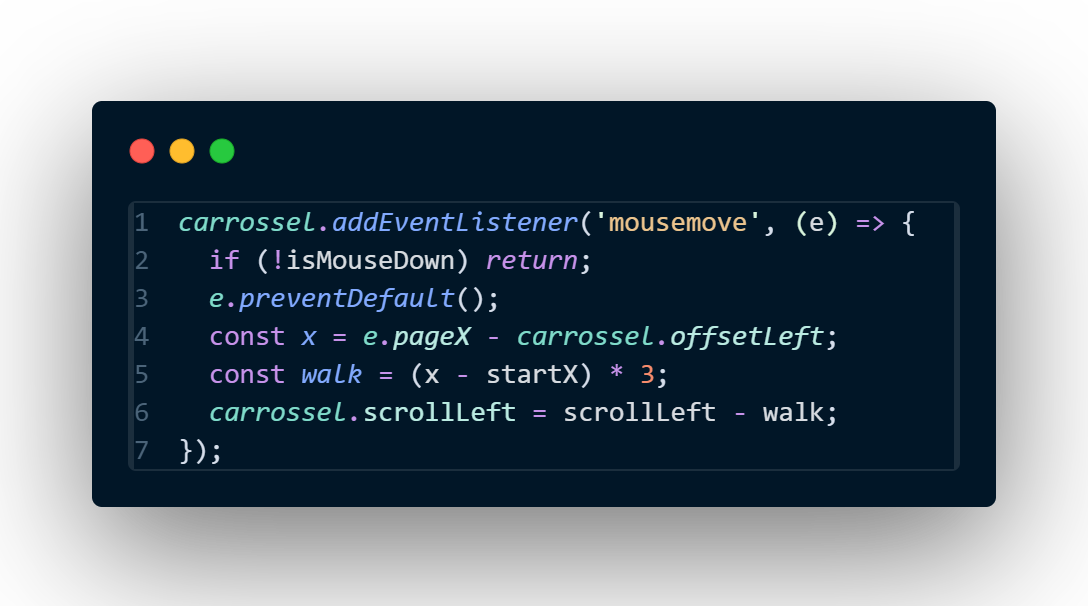 1 carrossel.addEventListener('mousemove', (e) => {
2   if (!isMouseDown) return;
3   e.preventDefault();
4   const x = e.pageX - carrossel.offsetLeft;
5   const walk = (x - startX) * 3;
6   carrossel.scrollLeft = scrollLeft - walk;
7 });